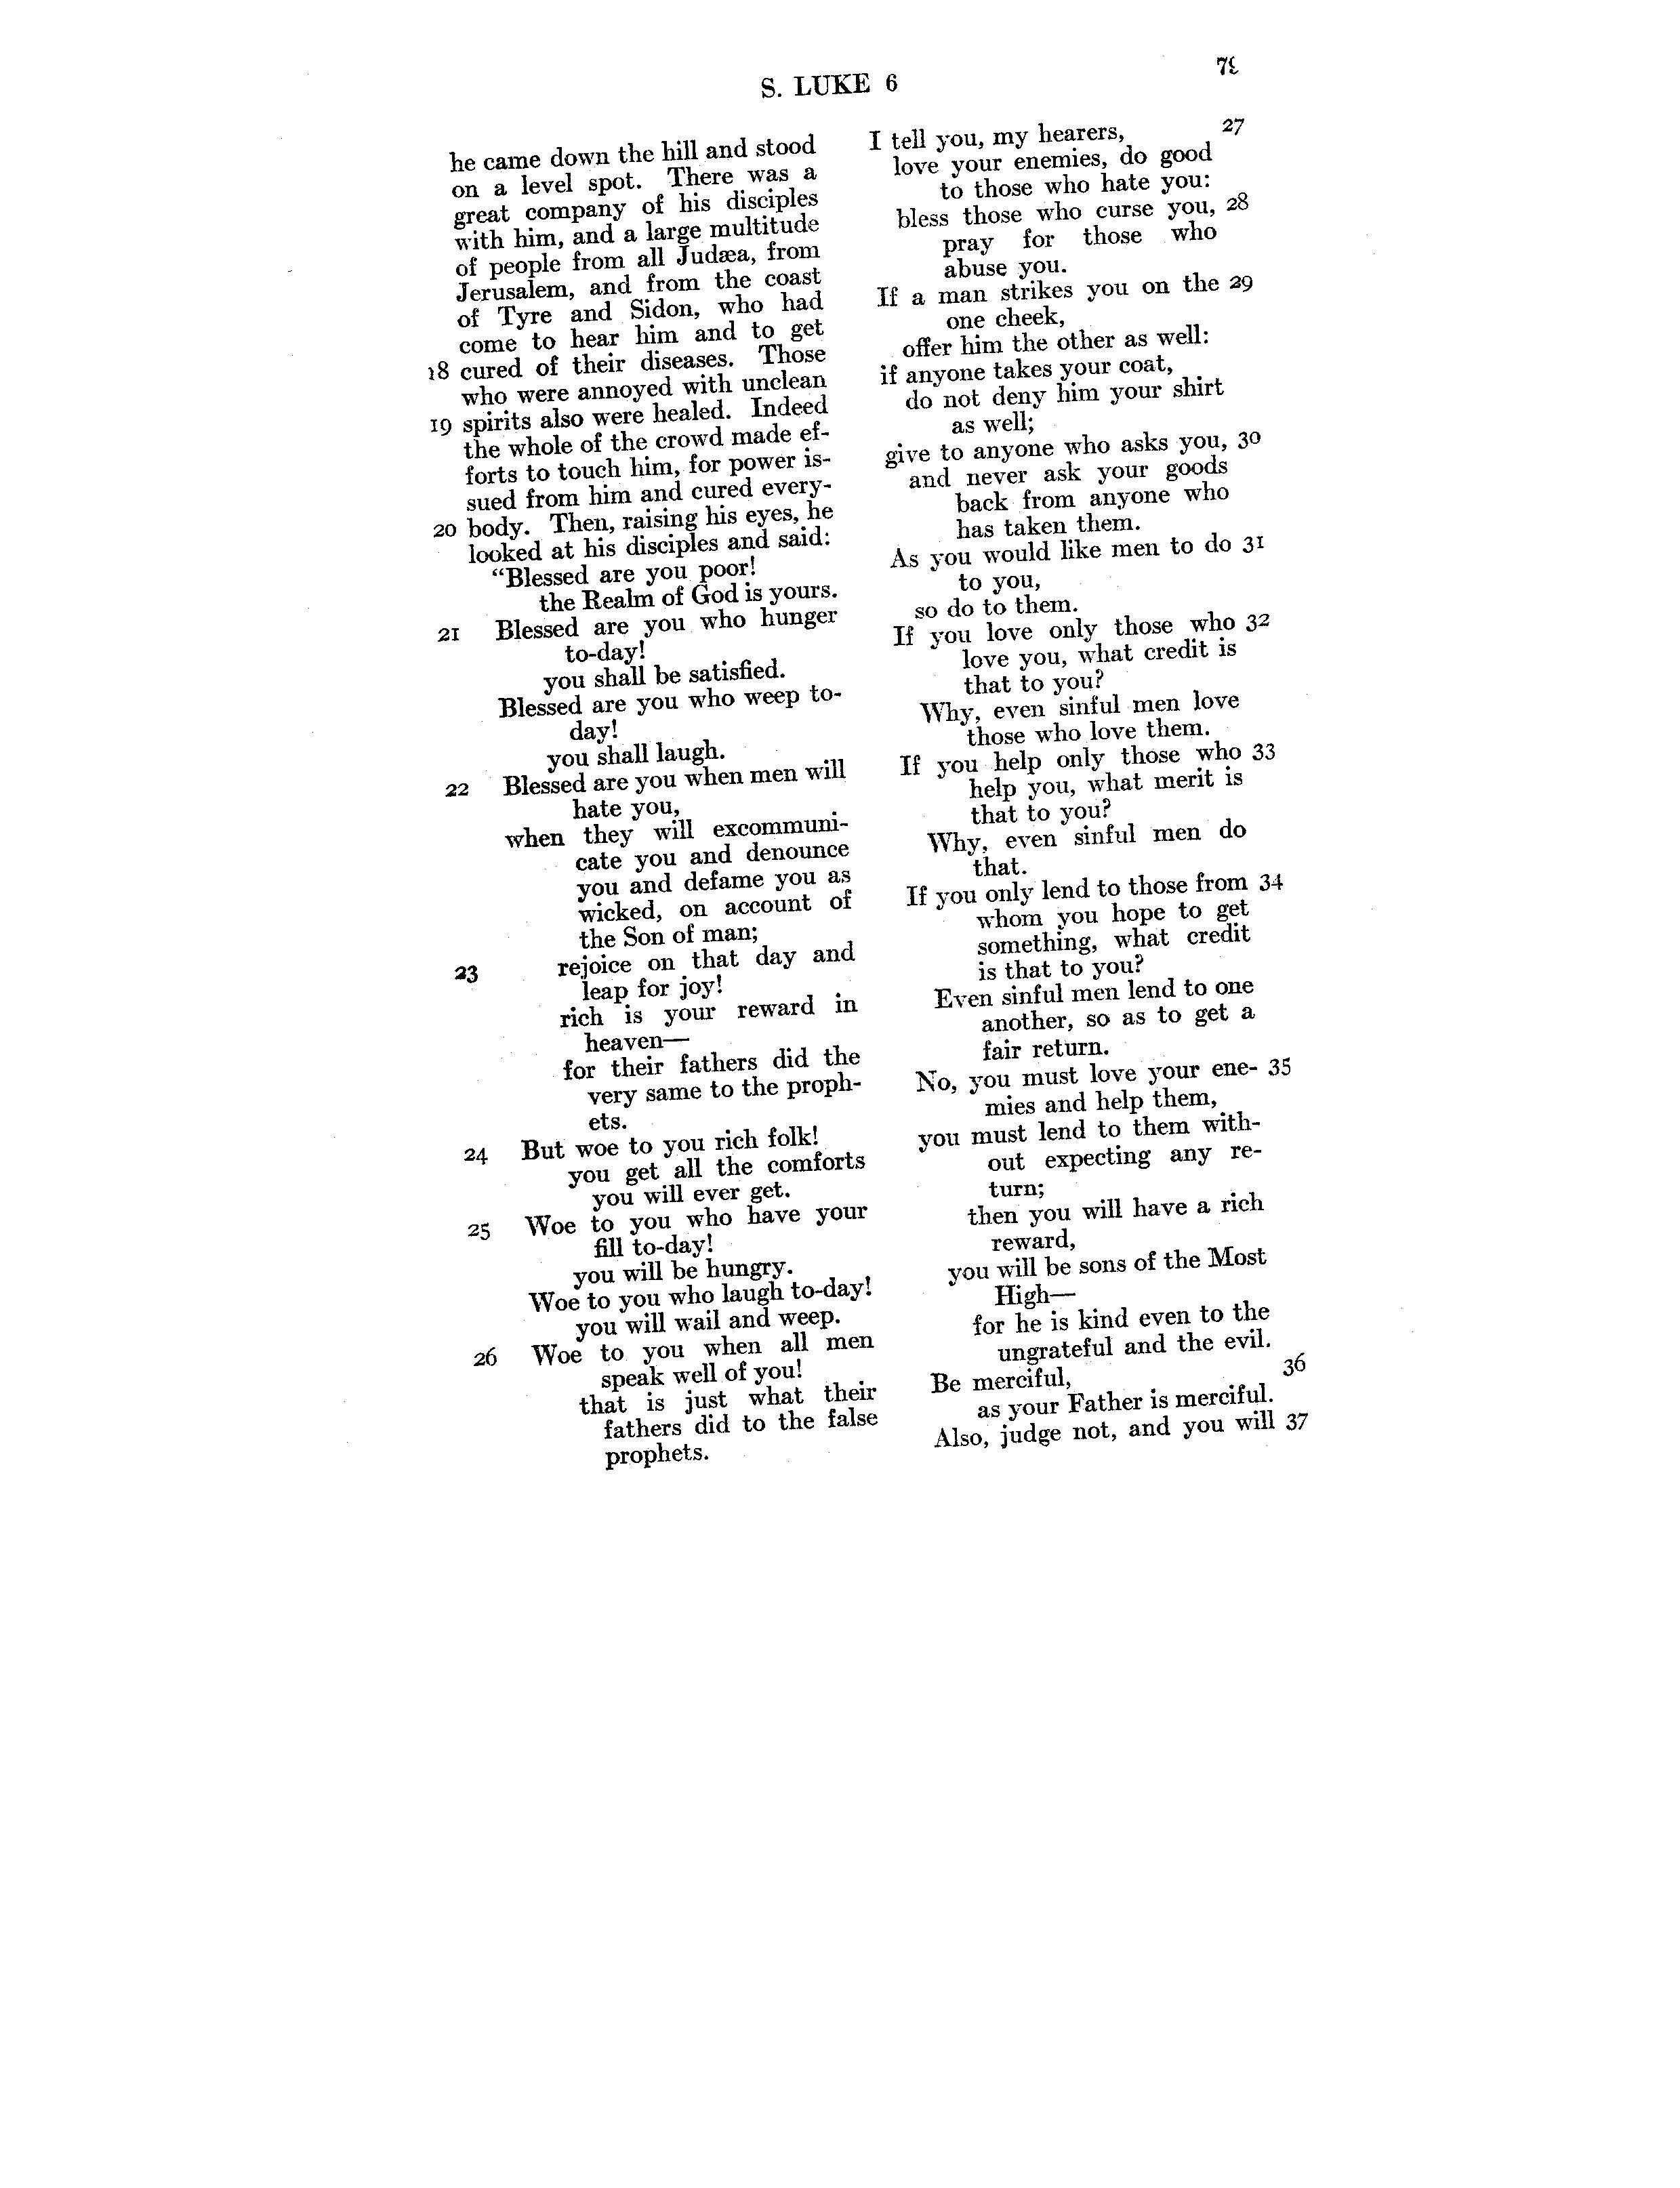 S. LUKE 6
he came down the hill and stood
on a level spot. There was a
great company of his disciples
with him, and a large multitude
of people from all Judæa, from
Jerusalem, and from the coast
of Tyre and Sidon, who had
come to hear him and to get
18 cured of their diseases. Those
who were annoyed with unclean
19 spirits also were healed. Indeed
the whole of the crowd made ef-
forts to touch him, for power is-
sued from him and cured every-
20 body. Then, raising his eyes, he
looked at his disciples and said:
"Blessed are you poor!
the Realm of God is yours.
21 Blessed are you who hunger
to-day!
you shall be satisfied.
Blessed are you who weep to-
day!
you shall laugh.
22 Blessed are you when men will
hate you,
when they will excommuni-
cate you and denounce
you and defame you as
wicked, on account of
the Son of man;
23 rejoice on that day and
leap for joy!
rich is your reward in
heaven—
for their fathers did the
very same to the proph-
ets.
24 But woe to you rich folk!
you get all the comforts
you will ever get.
25 Woe to you who have your
fill to-day!
you will be hungry.
Woe to you who laugh to-day!
you will wail and weep.
26 Woe to you when all men
speak well of you!
that is just what their
fathers did to the false
prophets.
I tell you, my hearers, 27
love your enemies, do good
to those who hate you:
bless those who curse you, 28
pray for those who
abuse you.
If a man strikes you on the 29
one cheek,
offer him the other as well:
if anyone takes your coat,
do not deny him your shirt
as well;
give to anyone who asks you, 30
and never ask your goods
back from anyone who
has taken them.
As you would like men to do 31
to you,
so do to them.
If you love only those who 32
love you, what credit is
that to you?
Why, even sinful men love
those who love them.
If you help only those who 33
help you, what merit is
that to you?
Why, even sinful men do
that.
If you only lend to those from 34
whom you hope to get
something, what credit
is that to you?
Even sinful men lend to one
another, so as to get a
fair return.
No, you must love your ene- 35
mies and help them,
you must lend to them with-
out expecting any re-
turn;
then you will have a rich
reward,
you will be sons of the Most
High—
for he is kind even to the
ungrateful and the evil.
Be merciful, 36
as your Father is merciful.
Also, judge not, and you will 37